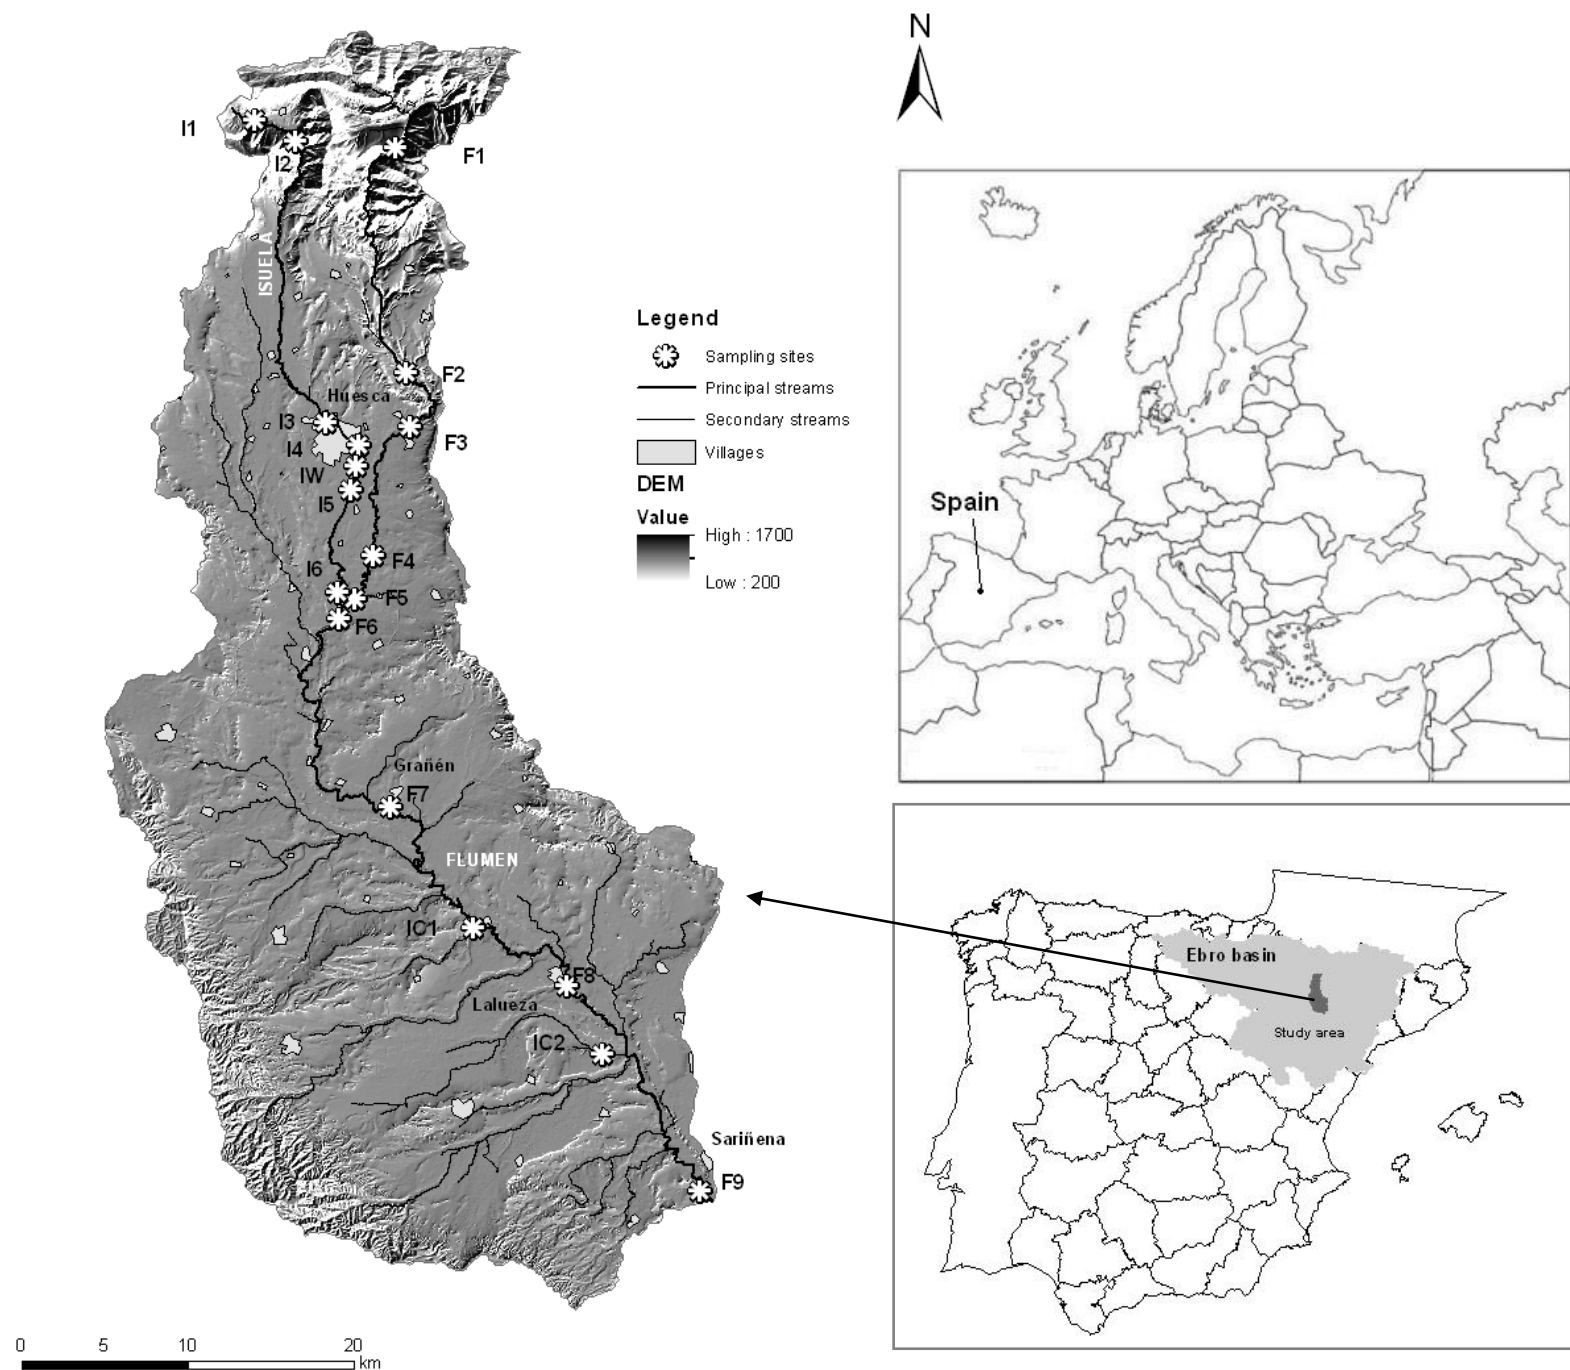 N
I1
I2
F1
ISUELA
Legend
Sampling sites
Principal streams
Secondary streams
Villages
DEM
Value
High : 1700
Low : 200
F2
Huesca
I3
F3
I4
IW
I5
F4
I6
F5
F6
Spain
Grañén
F7
FLUMEN
IC1
F8
Lalueza
IC2
Sariñena
F9
Ebro basin
Study area
0 5 10 20
km